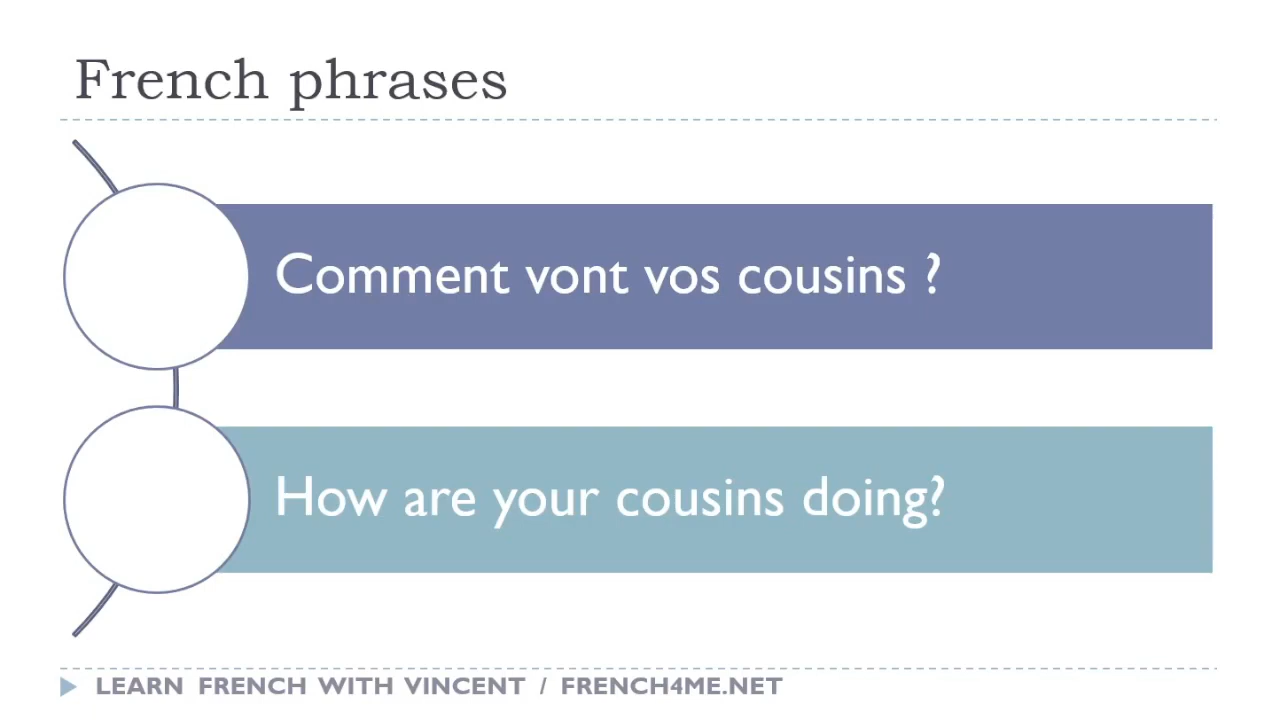 French phrases
Comment vont vos cousins ?
How are your cousins doing?
LEARN FRENCH WITH VINCENT / FRENCH4ME.NET